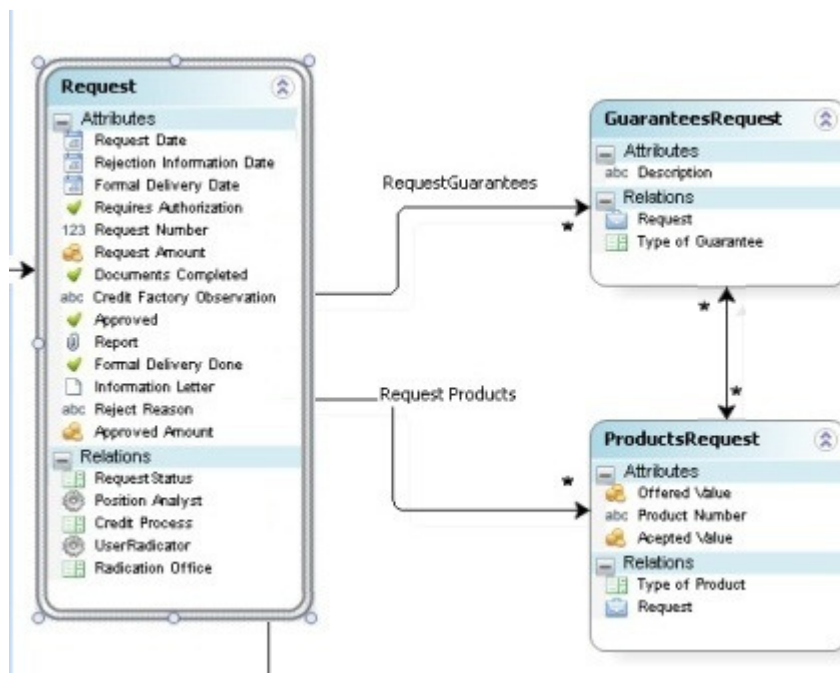 Request
Attributes
Request Date
Rejection Information Date
Formal Delivery Date
Requires Authorization
123 Request Number
Request Amount
Documents Completed
abc Credit Factory Observation
Approved
Report
Formal Delivery Done
Information Letter
abc Reject Reason
Approved Amount
Relations
RequestStatus
Position Analyst
Credit Process
UserRadicator
Radication Office
RequestGuarantees
*
Request Products
*
GuaranteesRequest
Attributes
abc Description
Relations
Request
Type of Guarantee
*
*
ProductsRequest
Attributes
Offered Value
abc Product Number
Acepted Value
Relations
Type of Product
Request